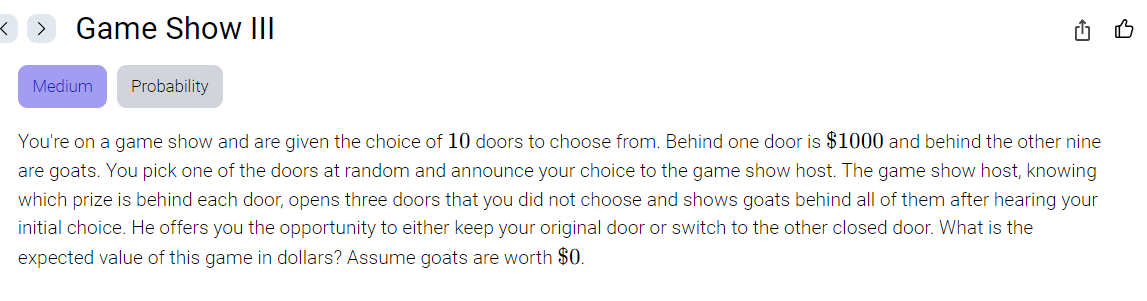 Game Show III
Medium Probability
You're on a game show and are given the choice of 10 doors to choose from. Behind one door is $1000 and behind the other nine
are goats. You pick one of the doors at random and announce your choice to the game show host. The game show host, knowing
which prize is behind each door, opens three doors that you did not choose and shows goats behind all of them after hearing your
initial choice. He offers you the opportunity to either keep your original door or switch to the other closed door. What is the
expected value of this game in dollars? Assume goats are worth $0.